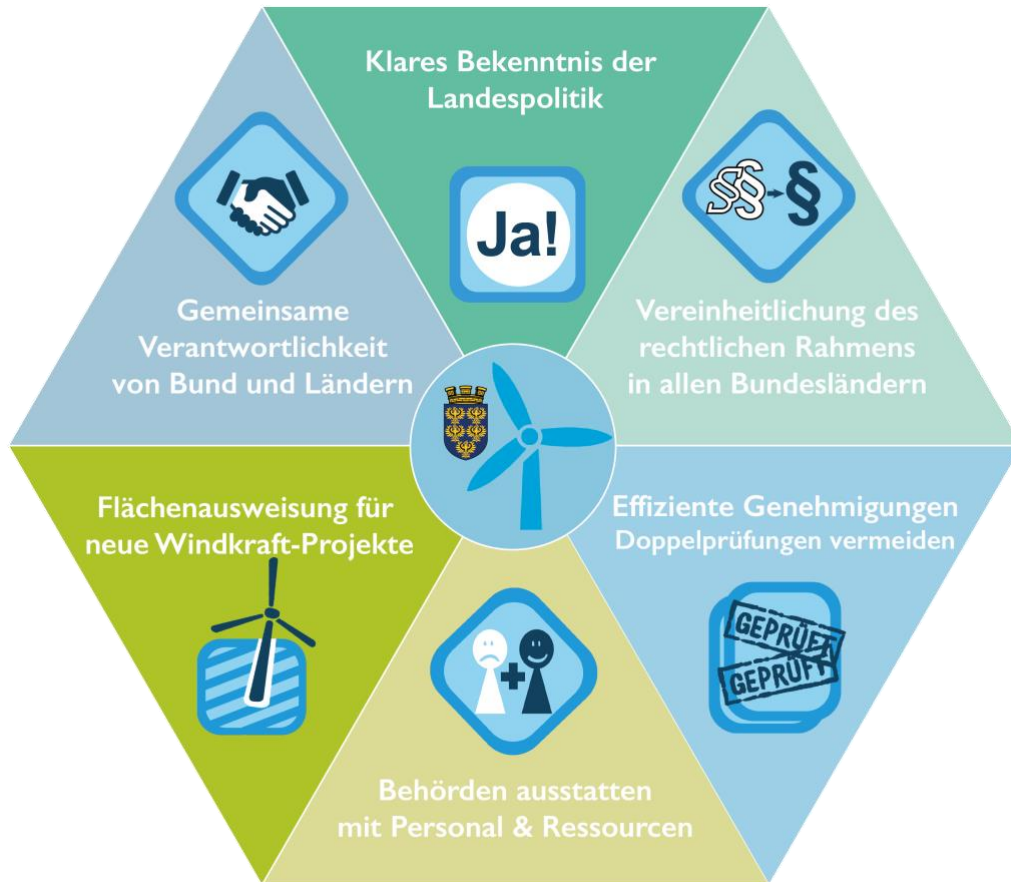 Klares Bekenntnis der
Landespolitik
Ja!
§§ → §
Vereinheitlichung des
rechtlichen Rahmens
in allen Bundesländern
Effiziente Genehmigungen
Doppelprüfungen vermeiden
GEPRÜFT
GEPRÜFT
Behörden ausstatten
mit Personal & Ressourcen
Flächenausweisung für
neue Windkraft-Projekte
Gemeinsame
Verantwortlichkeit
von Bund und Ländern